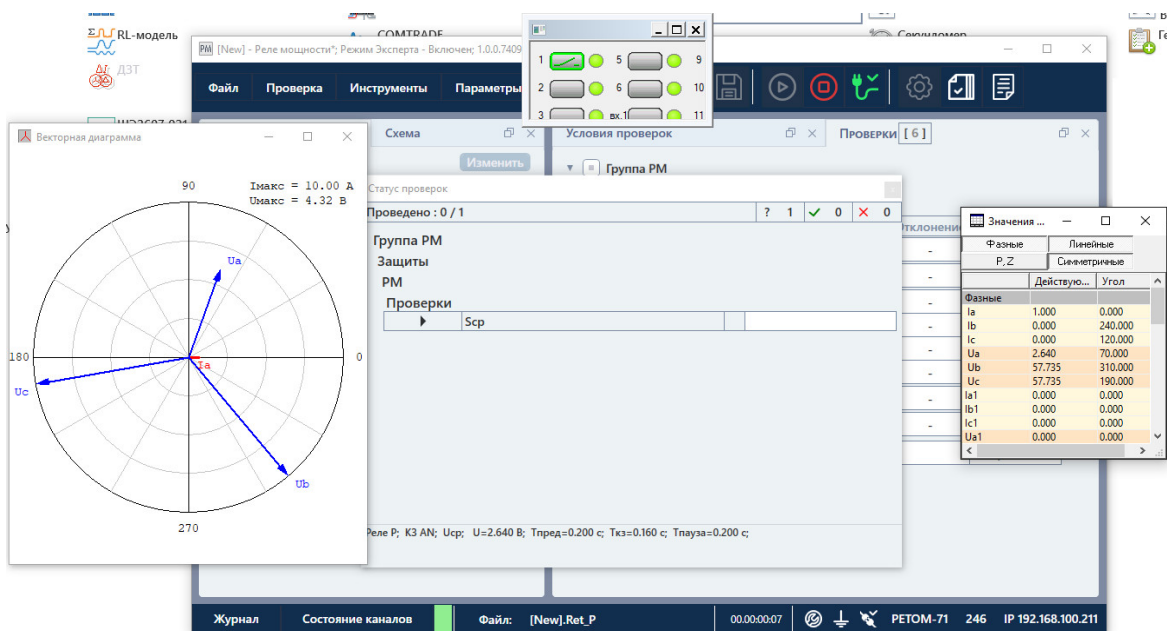 RL-модель
COMTRADE
Секундомер
ДЗТ
[New] - Реле мощности*; Режим Эксперта - Включен; 1.0.0.7409
Файл
Проверка
Инструменты
Параметры
1
5
9
2
6
10
3
вх.1
11
Схема
Изменить
Условия проверок
Проверки [ 6 ]
Группа РМ
Векторная диаграмма
Iмакс = 10.00 A
Uмакс = 4.32 В
90
180
0
270
Ua
Ia
Uc
Ub
Статус проверок
Проведено : 0 / 1
? 1
0
0
Группа РМ
Защиты
РМ
Проверки
Sср
Реле P; КЗ AN; Uср; U=2.640 В; Tпред=0.200 с; Tкз=0.160 с; Tпауза=0.200 с;
Значения ...
Фазные
Линейные
P, Z
Симметричные
Действую... Угол
Фазные
Ia 1.000 0.000
Ib 0.000 240.000
Ic 0.000 120.000
Ua 2.640 70.000
Ub 57.735 310.000
Uc 57.735 190.000
Ia1 0.000 0.000
Ib1 0.000 0.000
Ic1 0.000 0.000
Ua1 0.000 0.000
Журнал
Состояние каналов
Файл: [New].Ret_P
00.00:00:07
РЕТОМ-71
246
IP 192.168.100.211